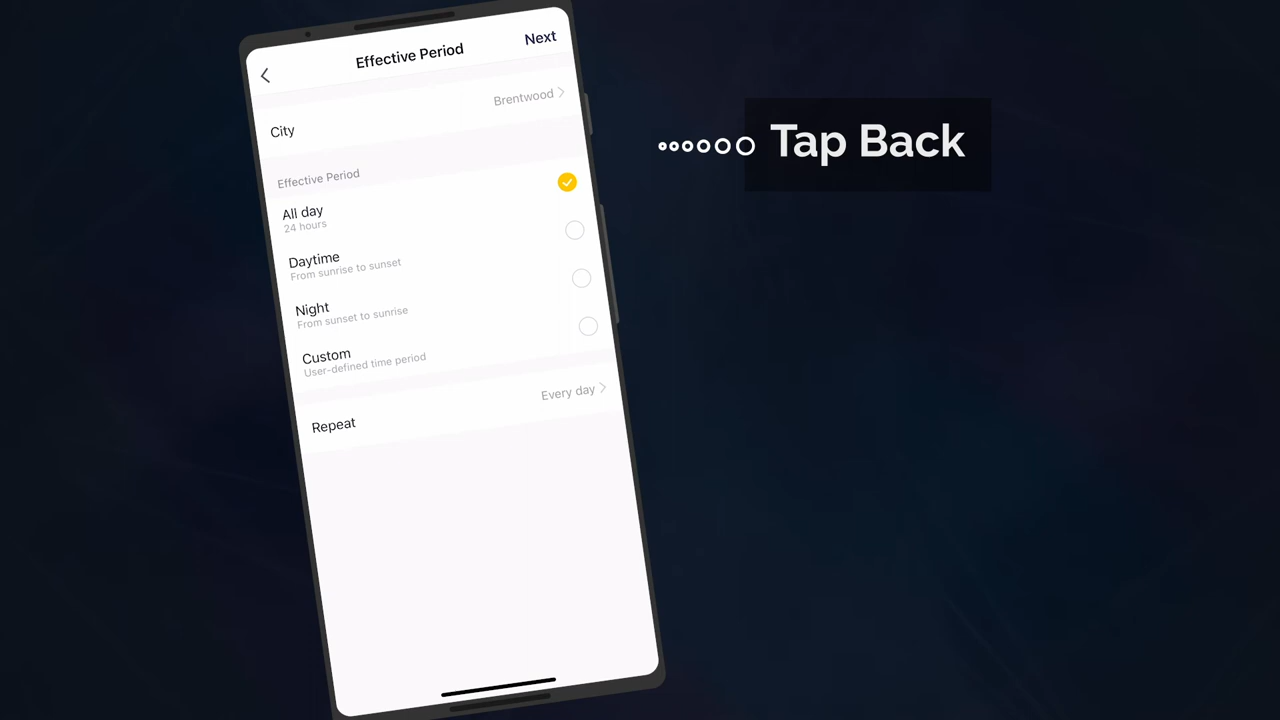 Effective Period
Next
City
Brentwood
Effective Period
All day
24 hours
Daytime
From sunrise to sunset
Night
From sunset to sunrise
Custom
User-defined time period
Repeat
Every day
Tap Back